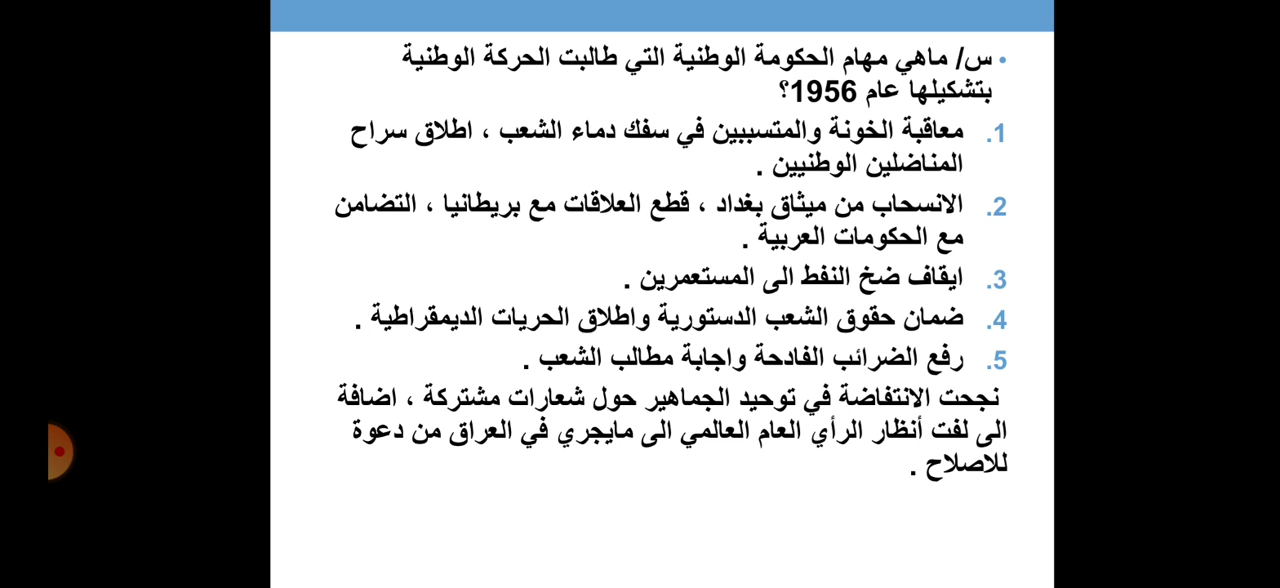 • س/ ماهي مهام الحكومة الوطنية التي طالبت الحركة الوطنية
بتشكيلها عام 1956؟
1. معاقبة الخونة والمتسببين في سفك دماء الشعب ، اطلاق سراح
المناضلين الوطنيين .
2. الانسحاب من ميثاق بغداد ، قطع العلاقات مع بريطانيا ، التضامن
مع الحكومات العربية .
3. ايقاف ضخ النفط الى المستعمرين .
4. ضمان حقوق الشعب الدستورية واطلاق الحريات الديمقراطية .
5. رفع الضرائب الفادحة واجابة مطالب الشعب .
نجحت الانتفاضة في توحيد الجماهير حول شعارات مشتركة ، اضافة
الى لفت أنظار الرأي العام العالمي الى مايجري في العراق من دعوة
للاصلاح .